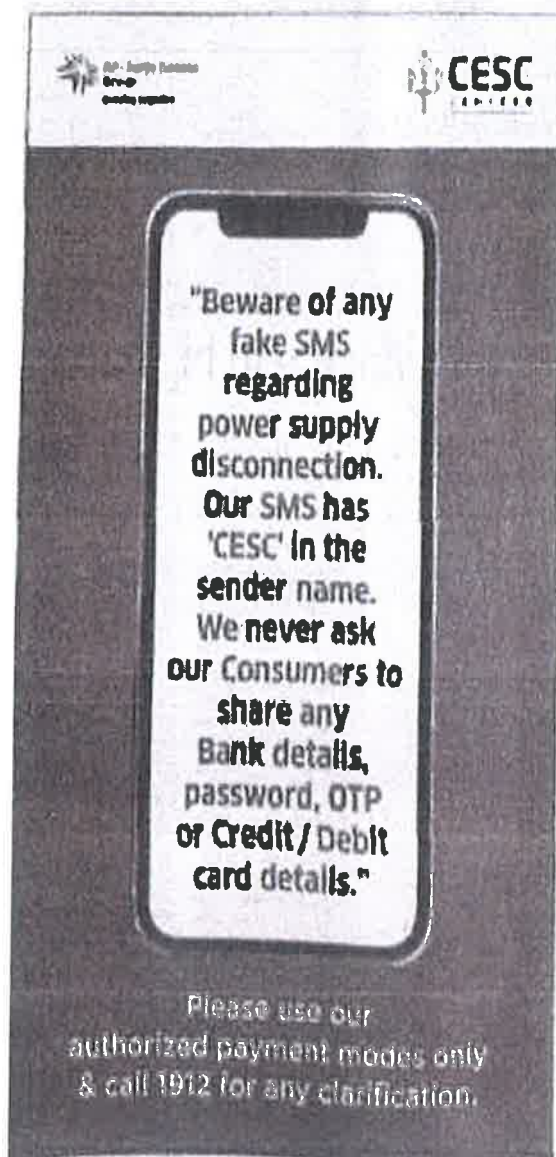 Group
CESC
LIMITED
"Beware of any
fake SMS
regarding
power supply
disconnection.
Our SMS has
'CESC' in the
sender name.
We never ask
our Consumers to
share any
Bank details,
password, OTP
or Credit / Debit
card details."
Please use our
authorized payment modes only
& call 1912 for any clarification.